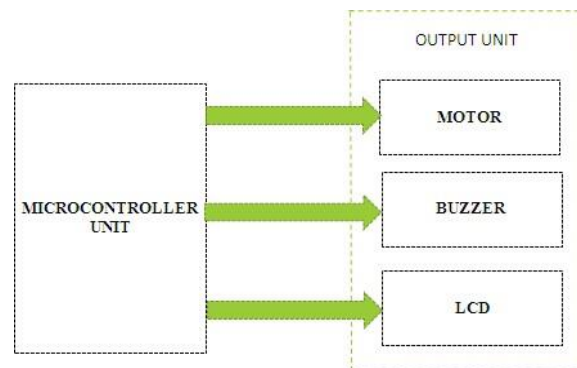 OUTPUT UNIT
MOTOR
MICROCONTROLLER
UNIT
BUZZER
LCD